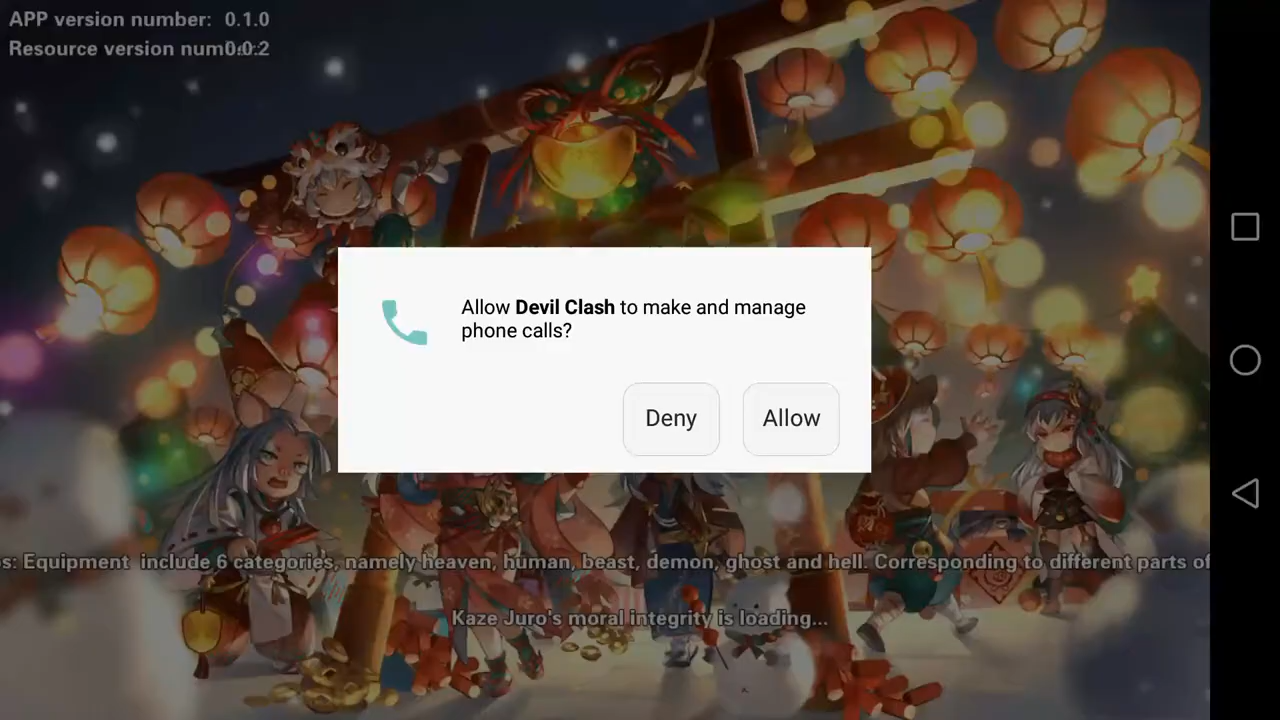 APP version number: 0.1.0
Resource version num 0.0.2
Allow Devil Clash to make and manage
phone calls?
Deny
Allow
s: Equipment include 6 categories, namely heaven, human, beast, demon, ghost and hell. Corresponding to different parts of
Kaze Juro's moral integrity is loading...